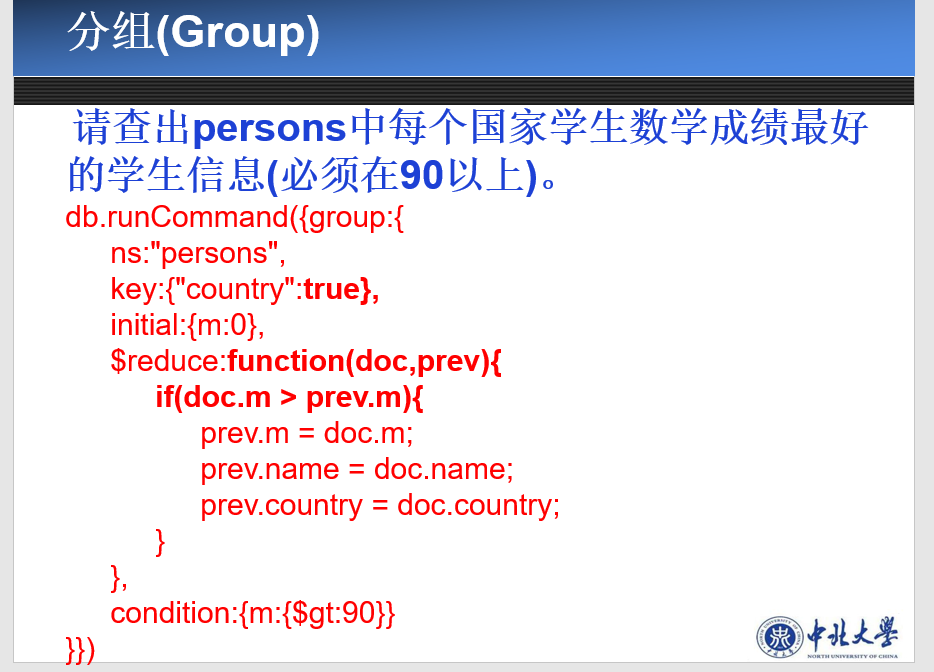 分组(Group)
请查出persons中每个国家学生数学成绩最好
的学生信息(必须在90以上)。
db.runCommand({group:{
ns:"persons",
key:{"country":true},
initial:{m:0},
$reduce:function(doc,prev){
if(doc.m > prev.m){
prev.m = doc.m;
prev.name = doc.name;
prev.country = doc.country;
}
},
condition:{m:{$gt:90}}
}})
中北大学
NORTH UNIVERSITY OF CHINA